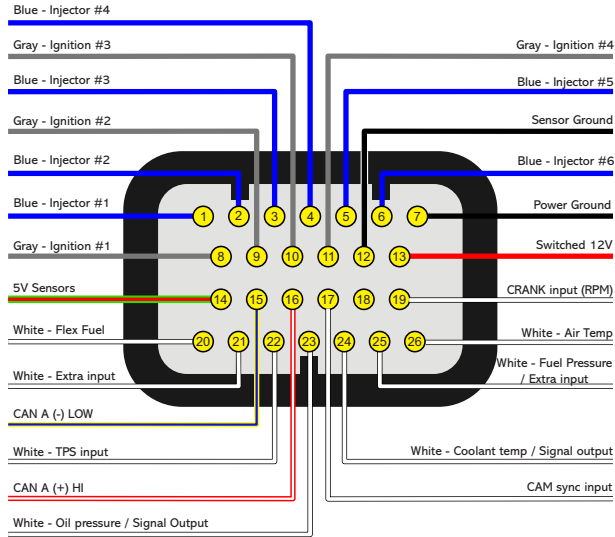 Blue - Injector #4
Gray - Ignition #3
Gray - Ignition #4
Blue - Injector #3
Blue - Injector #5
Gray - Ignition #2
Sensor Ground
Blue - Injector #2
Blue - Injector #6
Blue - Injector #1
1 2 3 4 5 6 7
Power Ground
Gray - Ignition #1
8 9 10 11 12 13
Switched 12V
5V Sensors
14 15 16 17 18 19
CRANK input (RPM)
White - Flex Fuel
20 21 22 23 24 25 26
White - Air Temp
White - Extra input
White - Fuel Pressure
/ Extra input
CAN A (-) LOW
White - TPS input
White - Coolant temp / Signal output
CAN A (+) HI
CAM sync input
White - Oil pressure / Signal Output